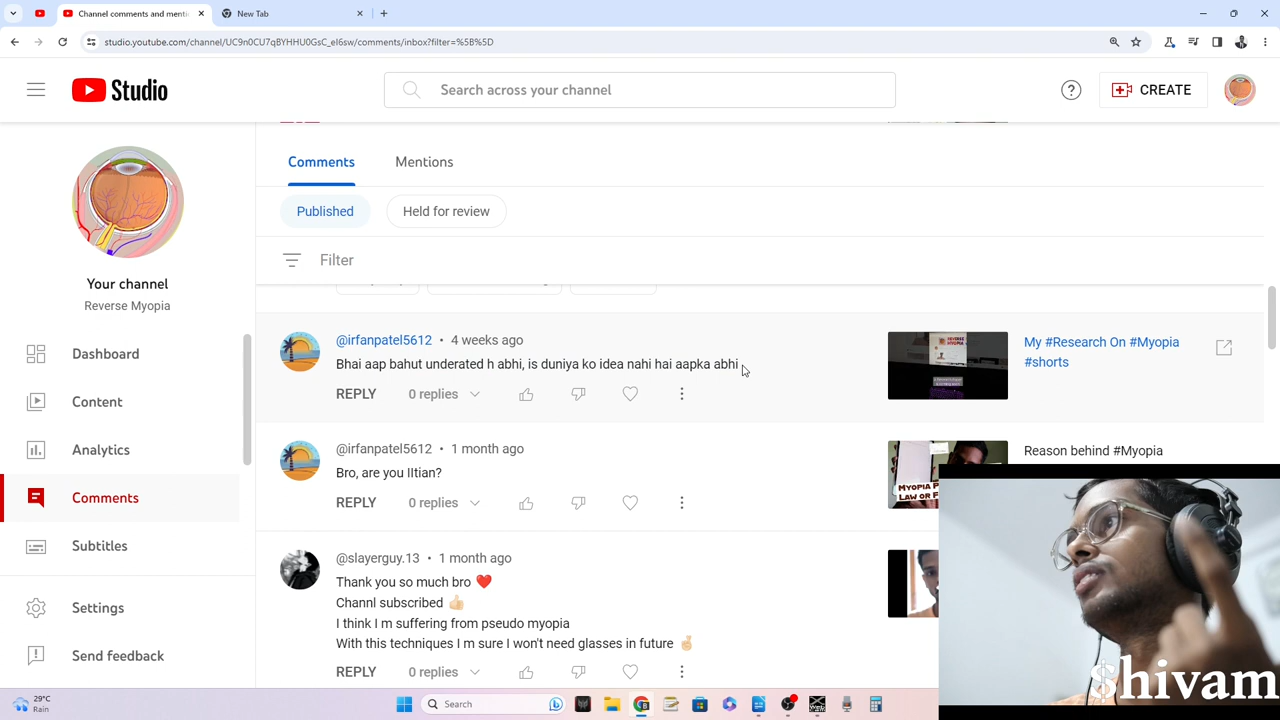 Channel comments and menti
New Tab
studio.youtube.com/channel/UC9n0CU7qBYHHU0GsC_eI6sw/comments/inbox?filter=%5B%5D
Studio
Search across your channel
CREATE
Your channel
Reverse Myopia
Dashboard
Content
Analytics
Comments
Subtitles
Settings
Send feedback
Comments
Mentions
Published
Held for review
Filter
@irfanpatel5612 • 4 weeks ago
Bhai aap bahut underated h abhi, is duniya ko idea nahi hai aapka abhi
REPLY
0 replies
My #Research On #Myopia
#shorts
@irfanpatel5612 • 1 month ago
Bro, are you IItian?
REPLY
0 replies
Reason behind #Myopia
@slayerguy.13 • 1 month ago
Thank you so much bro ❤️
Channl subscribed 👍
I think I m suffering from pseudo myopia
With this techniques I m sure I won't need glasses in future 🤞
REPLY
0 replies
$hivam
29°C
Rain
Search